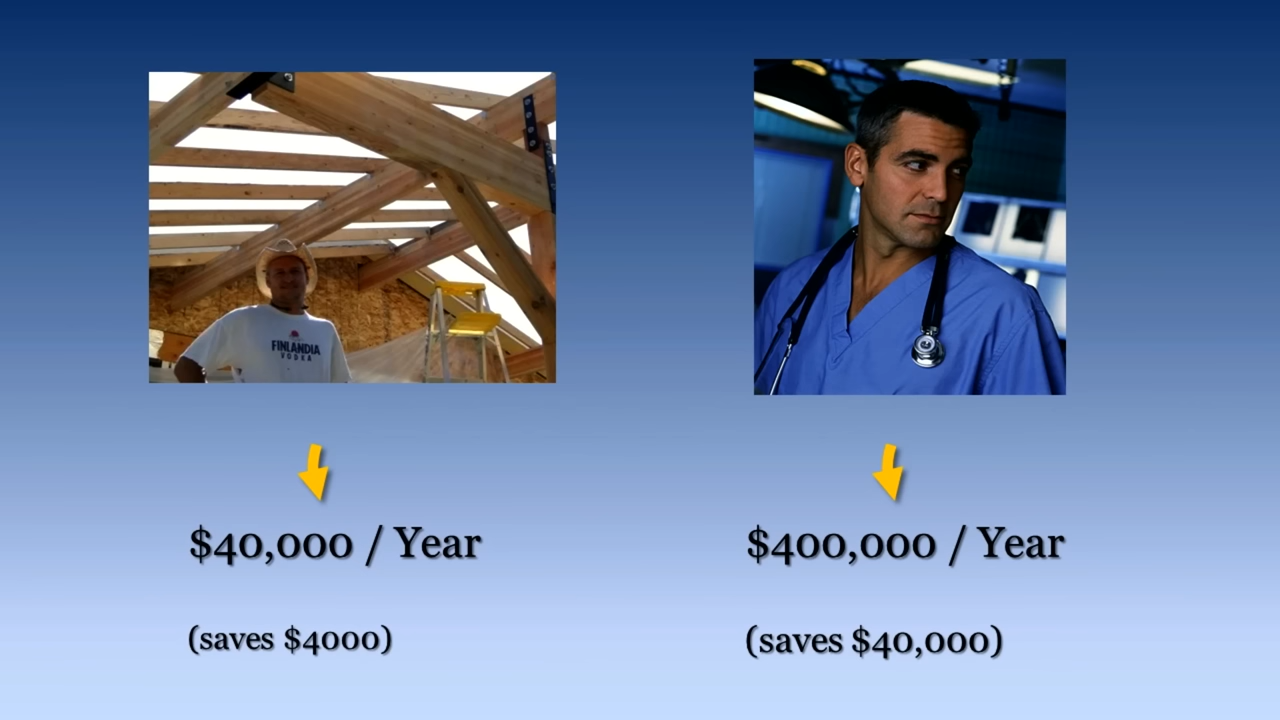 FINLANDIA
VODKA
$40,000 / Year
$400,000 / Year
(saves $4000)
(saves $40,000)